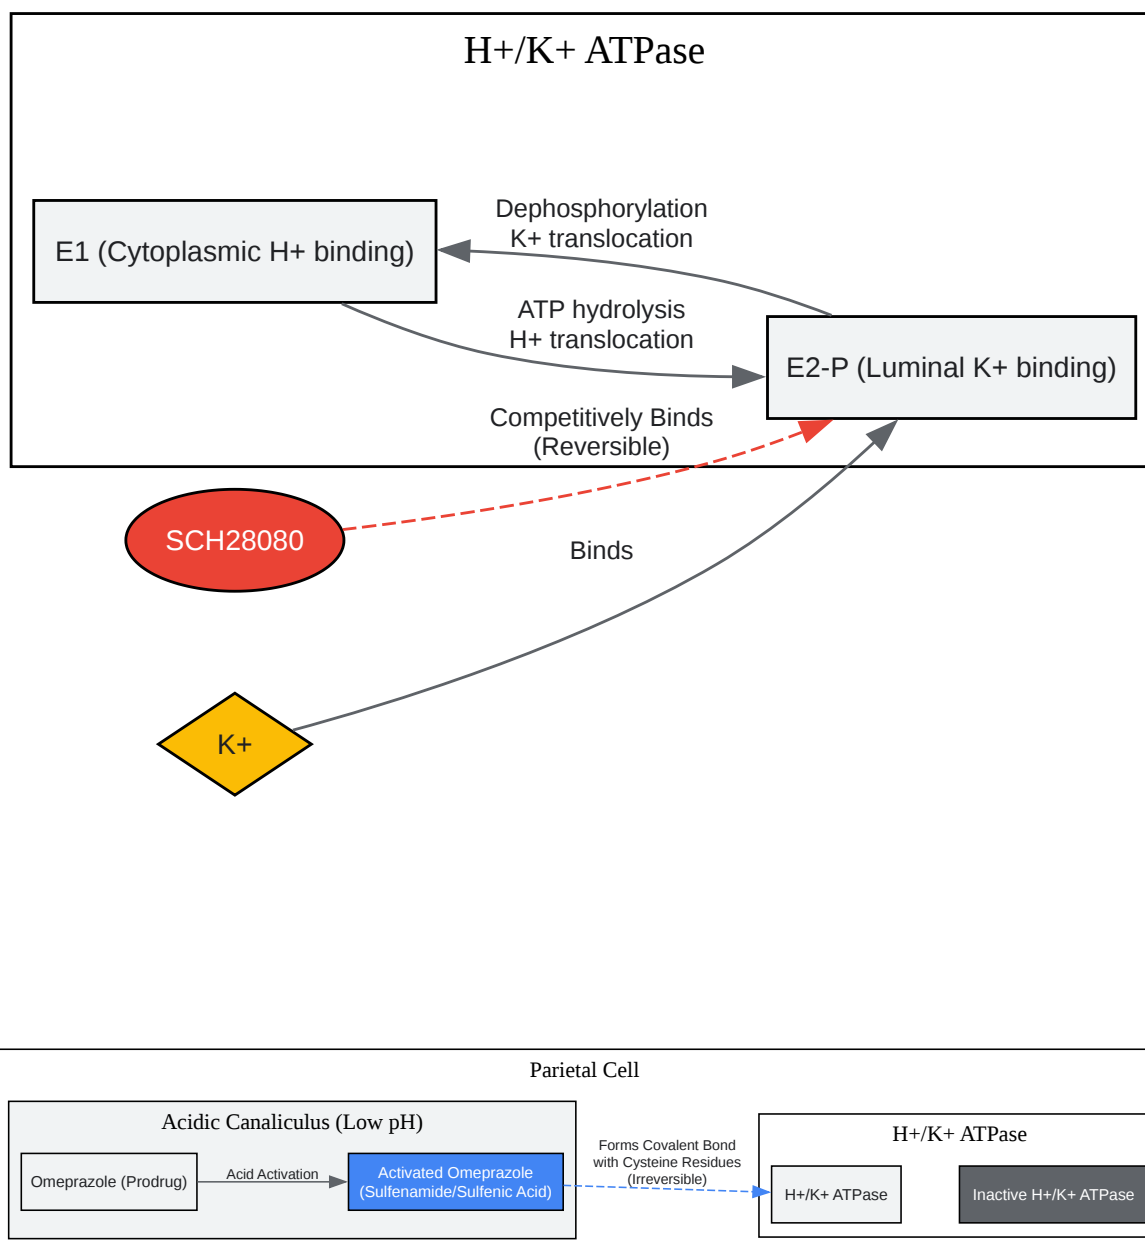 H+/K+ ATPase
Dephosphorylation
K+ translocation
E1 (Cytoplasmic H+ binding)
ATP hydrolysis
H+ translocation
E2-P (Luminal K+ binding)
Competitively Binds
(Reversible)
SCH28080
Binds
K+
Parietal Cell
Acidic Canaliculus (Low pH)
Omeprazole (Prodrug)
Acid Activation
Activated Omeprazole
(Sulfenamide/Sulfenic Acid)
Forms Covalent Bond
with Cysteine Residues
(Irreversible)
H+/K+ ATPase
H+/K+ ATPase
Inactive H+/K+ ATPase